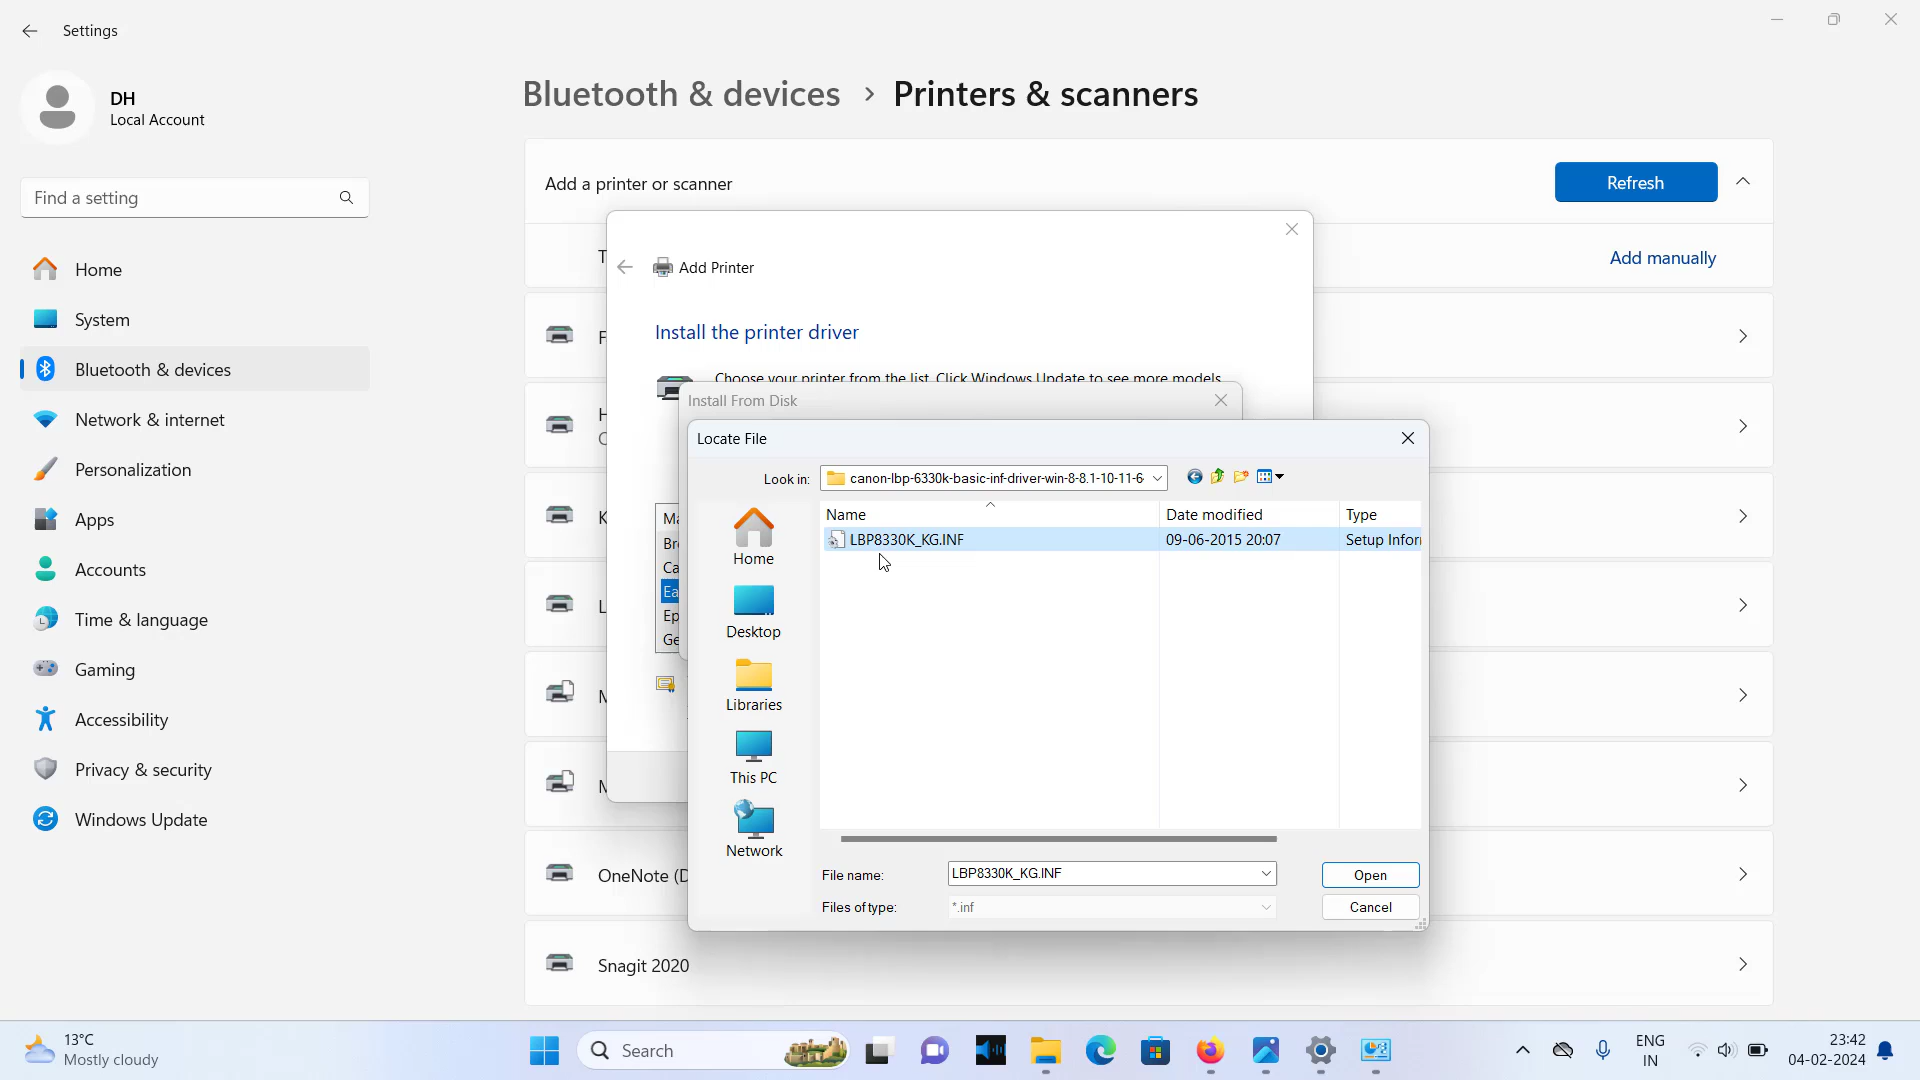 Settings
DH
Local Account
Find a setting
Home
System
Bluetooth & devices
Network & internet
Personalization
Apps
Accounts
Time & language
Gaming
Accessibility
Privacy & security
Windows Update
Bluetooth & devices > Printers & scanners
Add a printer or scanner
Refresh
Add manually
Add Printer
Install the printer driver
Choose your printer from the list. Click Windows Update to see more models.
Install From Disk
Locate File
Look in:
canon-lbp-6330k-basic-inf-driver-win-8-8.1-10-11-6
Name
Date modified
Type
LBP8330K_KG.INF
09-06-2015 20:07
Setup Infor
Home
Desktop
Libraries
This PC
Network
File name:
LBP8330K_KG.INF
Open
Files of type:
*.inf
Cancel
OneNote (D
Snagit 2020
13°C
Mostly cloudy
Search
ENG
IN
23:42
04-02-2024